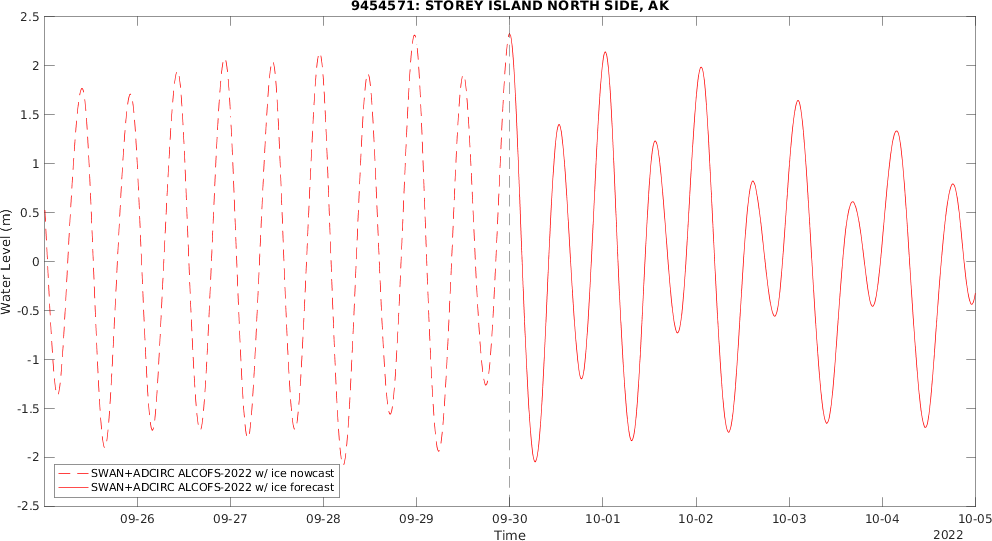 9454571: STOREY ISLAND NORTH SIDE, AK
Water Level (m)
2.5
2
1.5
1
0.5
0
-0.5
-1
-1.5
-2
-2.5
SWAN+ADCIRC ALCOFS-2022 w/ ice nowcast
SWAN+ADCIRC ALCOFS-2022 w/ ice forecast
09-26 09-27 09-28 09-29 09-30 10-01 10-02 10-03 10-04 10-05
Time
2022